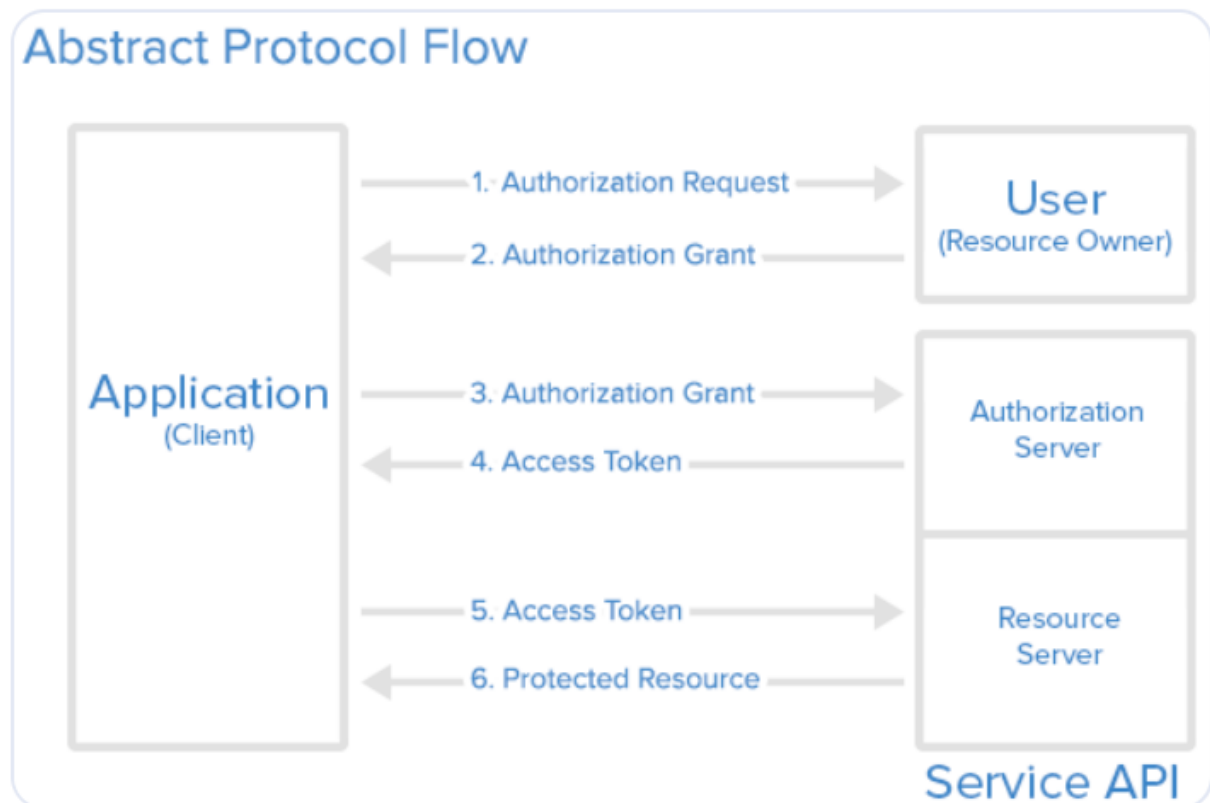 Abstract Protocol Flow
1. Authorization Request
User
(Resource Owner)
2. Authorization Grant
Application
(Client)
3. Authorization Grant
Authorization
Server
4. Access Token
5. Access Token
Resource
Server
6. Protected Resource
Service API